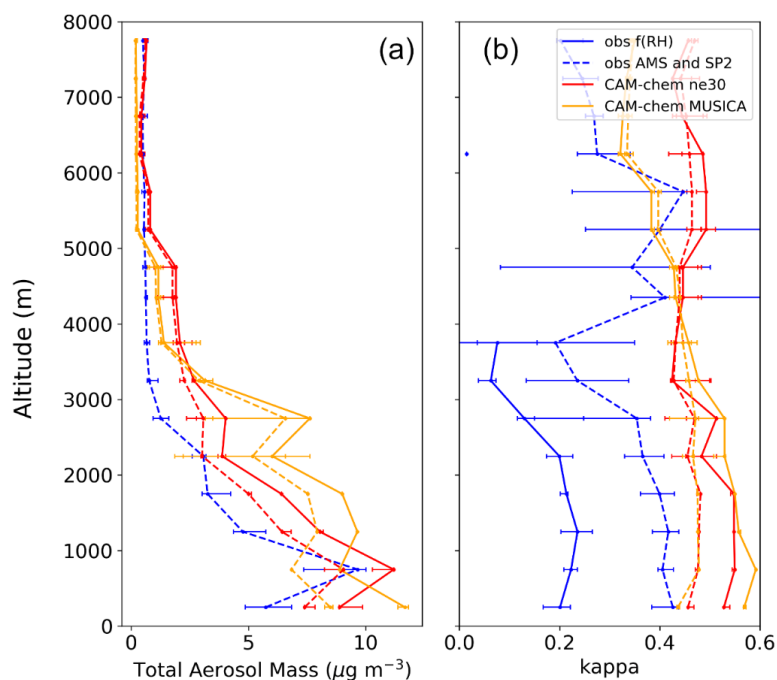 8000
7000
6000
5000
4000
3000
2000
1000
0
Altitude (m)
(a)
0
5
10
Total Aerosol Mass (μg m⁻³)
(b)
obs f(RH)
obs AMS and SP2
CAM-chem ne30
CAM-chem MUSICA
0.0
0.2
0.4
0.6
kappa